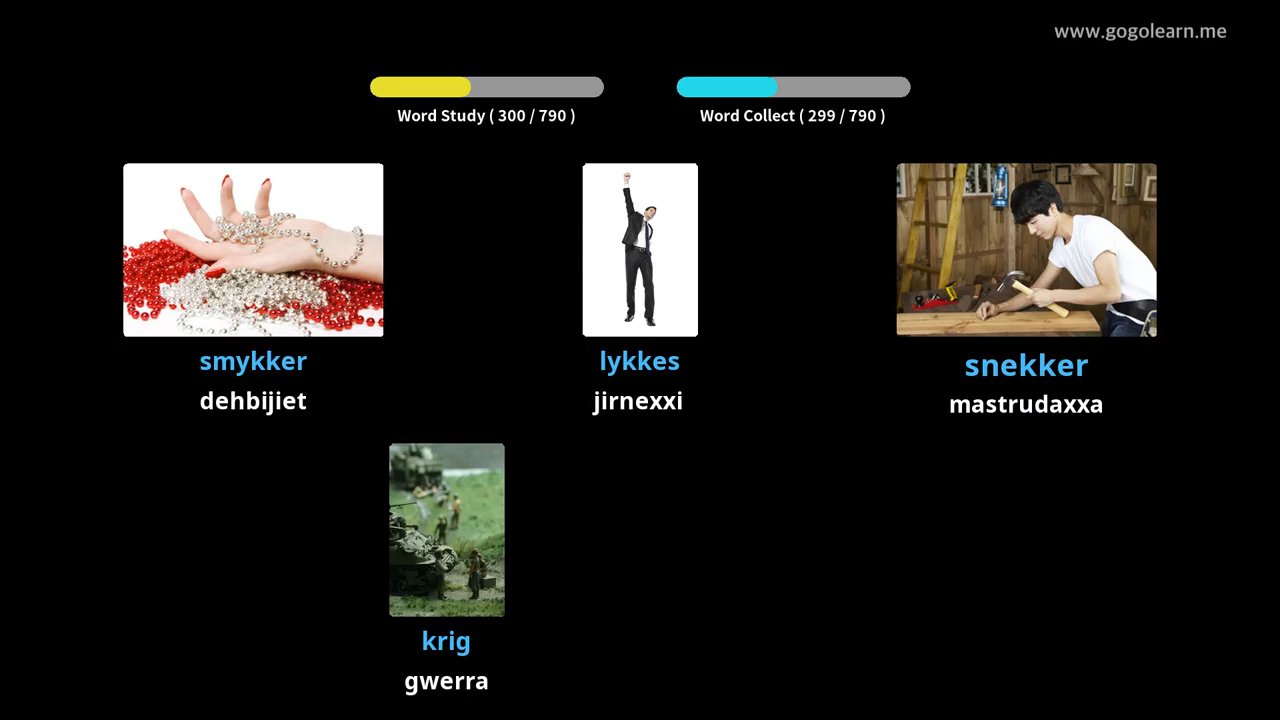 www.gogolearn.me
Word Study ( 300 / 790 )
Word Collect ( 299 / 790 )
smykker
dehbijiet
lykkes
jirnexxi
snekker
mastrudaxxa
krig
gwerra